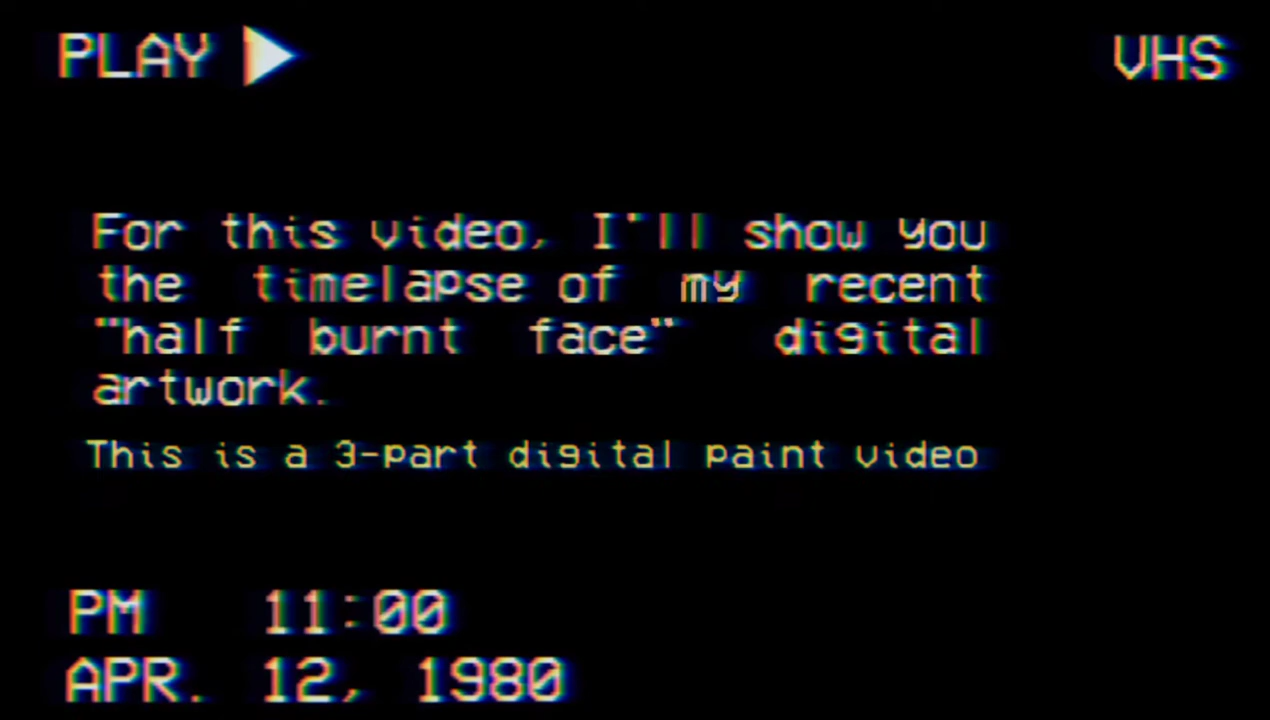 PLAY VHS
For this video, I'll show you
the timelapse of my recent
"half burnt face" digital
artwork.
This is a 3-part digital paint video
PM 11:00
APR. 12, 1980